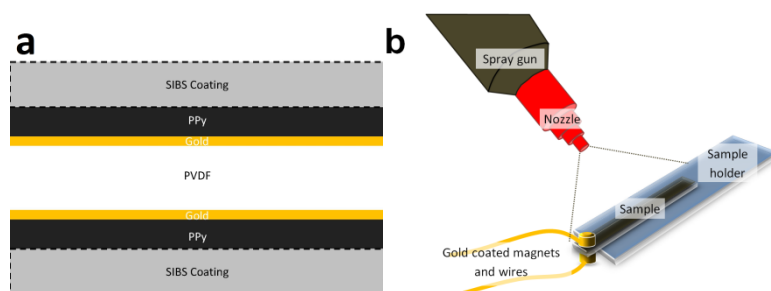 a
SIBS Coating
PPy
Gold
PVDF
Gold
PPy
SIBS Coating
b
Spray gun
Nozzle
Sample
holder
Sample
Gold coated magnets
and wires